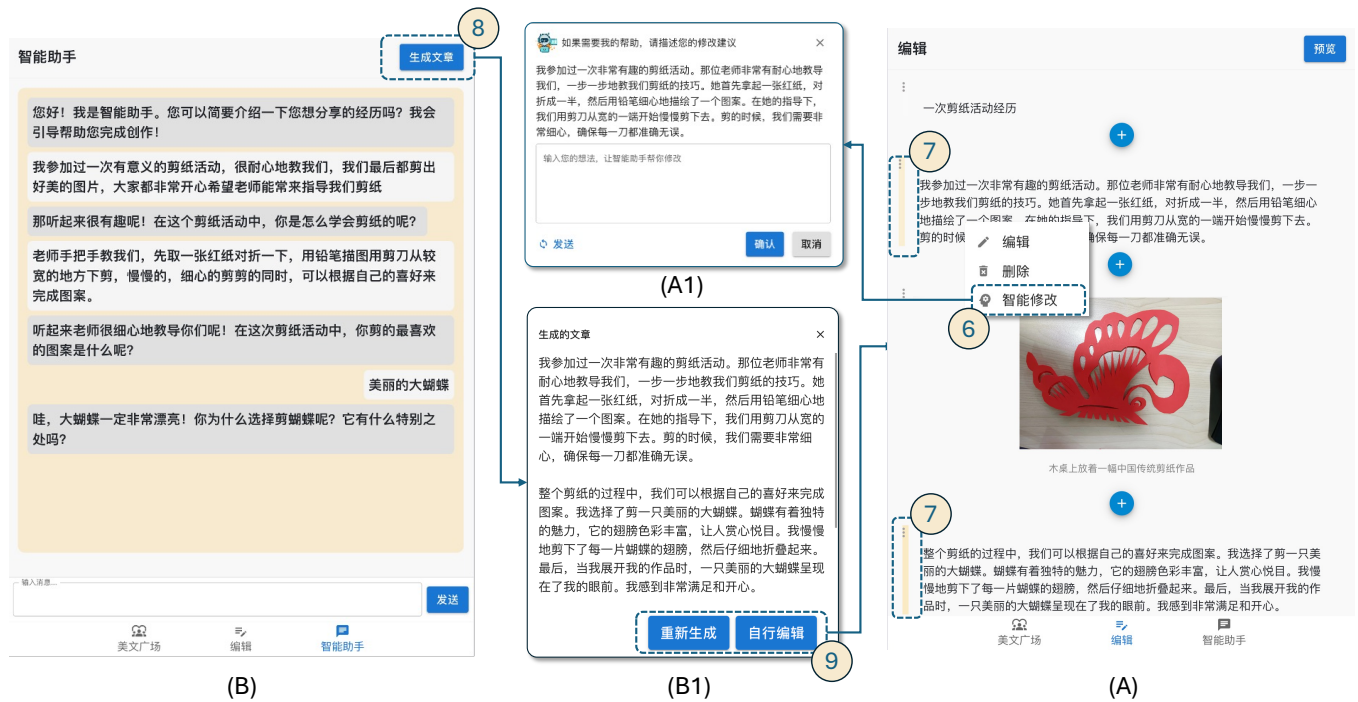 智能助手
生成文章
8
您好！我是智能助手。您可以简要介绍一下您想分享的经历吗？我会
引导帮助您完成创作！
我参加过一次有意义的剪纸活动，很耐心地教我们，我们最后都剪出
好美的图片，大家都非常开心希望老师能常来指导我们剪纸
那听起来很有趣呢！在这个剪纸活动中，你是怎么学会剪纸的呢？
老师手把手教我们，先取一张红纸对折一下，用铅笔描图用剪刀从较
宽的地方下剪，慢慢的，细心的剪剪的同时，可以根据自己的喜好来
完成图案。
听起来老师很细心地教导你们呢！在这次剪纸活动中，你剪的最喜欢
的图案是什么呢？
美丽的大蝴蝶
哇，大蝴蝶一定非常漂亮！你为什么选择剪蝴蝶呢？它有什么特别之
处吗？
输入消息...
发送
美文广场
编辑
智能助手
(B)
如果需要我的帮助，请描述您的修改建议
×
我参加过一次非常有趣的剪纸活动。那位老师非常有耐心地教导
我们，一步一步地教我们剪纸的技巧。她首先拿起一张红纸，对
折成一半，然后用铅笔细心地描绘了一个图案。在她的指导下，
我们用剪刀从宽的一端开始慢慢剪下去。剪的时候，我们需要非
常细心，确保每一刀都准确无误。
输入您的想法，让智能助手帮你修改
发送
确认
取消
(A1)
生成的文章
×
我参加过一次非常有趣的剪纸活动。那位老师非常有
耐心地教导我们，一步一步地教我们剪纸的技巧。她
首先拿起一张红纸，对折成一半，然后用铅笔细心地
描绘了一个图案。在她的指导下，我们用剪刀从宽的
一端开始慢慢剪下去。剪的时候，我们需要非常细
心，确保每一刀都准确无误。
整个剪纸的过程中，我们可以根据自己的喜好来完成
图案。我选择了剪一只美丽的大蝴蝶。蝴蝶有着独特
的魅力，它的翅膀色彩丰富，让人赏心悦目。我慢慢
地剪下了每一片蝴蝶的翅膀，然后仔细地折叠起来。
最后，当我展开我的作品时，一只美丽的大蝴蝶呈现
在了我的眼前。我感到非常满足和开心。
重新生成
自行编辑
9
(B1)
编辑
预览
一次剪纸活动经历
7
我参加过一次非常有趣的剪纸活动。那位老师非常有耐心地教导我们，一步一
步地教我们剪纸的技巧。她首先拿起一张红纸，对折成一半，然后用铅笔细心
地描绘了一个图案。在她的指导下，我们用剪刀从宽的一端开始慢慢剪下去。
剪的时候
确保每一刀都准确无误。
编辑
删除
智能修改
6
木桌上放着一幅中国传统剪纸作品
7
整个剪纸的过程中，我们可以根据自己的喜好来完成图案。我选择了剪一只美
丽的大蝴蝶。蝴蝶有着独特的魅力，它的翅膀色彩丰富，让人赏心悦目。我慢
慢地剪下了每一片蝴蝶的翅膀，然后仔细地折叠起来。最后，当我展开我的作
品时，一只美丽的大蝴蝶呈现在了我的眼前。我感到非常满足和开心。
美文广场
编辑
智能助手
(A)